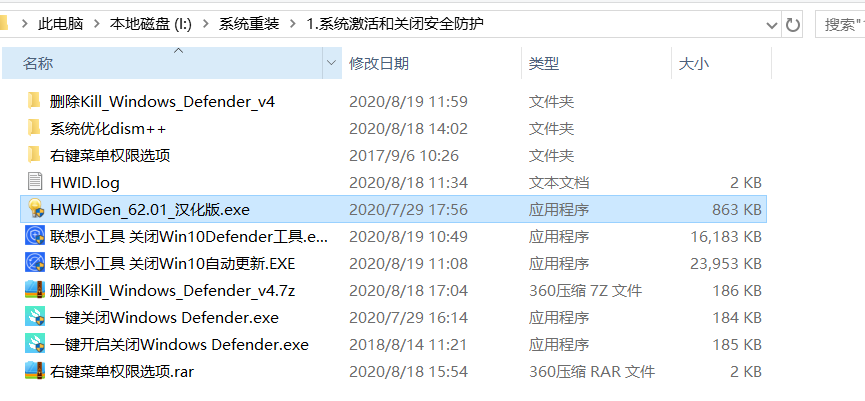 此电脑 > 本地磁盘 (I:) > 系统重装 > 1.系统激活和关闭安全防护 搜索"
名称 修改日期 类型 大小
删除Kill_Windows_Defender_v4 2020/8/19 11:59 文件夹
系统优化dism++ 2020/8/18 14:02 文件夹
右键菜单权限选项 2017/9/6 10:26 文件夹
HWID.log 2020/8/18 11:34 文本文档 2 KB
HWIDGen_62.01_汉化版.exe 2020/7/29 17:56 应用程序 863 KB
联想小工具 关闭Win10Defender工具.e... 2020/8/19 10:49 应用程序 16,183 KB
联想小工具 关闭Win10自动更新.EXE 2020/8/19 11:08 应用程序 23,953 KB
删除Kill_Windows_Defender_v4.7z 2020/8/18 17:04 360压缩 7Z 文件 186 KB
一键关闭Windows Defender.exe 2020/7/29 16:14 应用程序 184 KB
一键开启关闭Windows Defender.exe 2018/8/14 11:21 应用程序 185 KB
右键菜单权限选项.rar 2020/8/18 15:54 360压缩 RAR 文件 2 KB